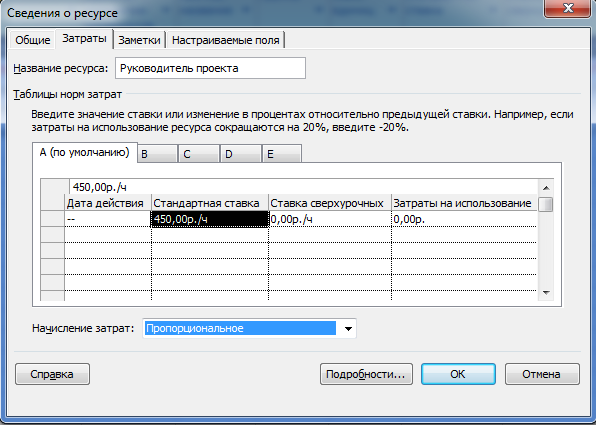 Сведения о ресурсе
Общие Затраты Заметки Настраиваемые поля
Название ресурса: Руководитель проекта
Таблицы норм затрат
Введите значение ставки или изменение в процентах относительно предыдущей ставки. Например, если
затраты на использование ресурса сокращаются на 20%, введите -20%.
A (по умолчанию) B C D E
450,00р./ч
Дата действия Стандартная ставка Ставка сверхурочных Затраты на использование
-- 450,00р./ч 0,00р./ч 0,00р.
Начисление затрат: Пропорциональное
Справка Подробности... ОК Отмена